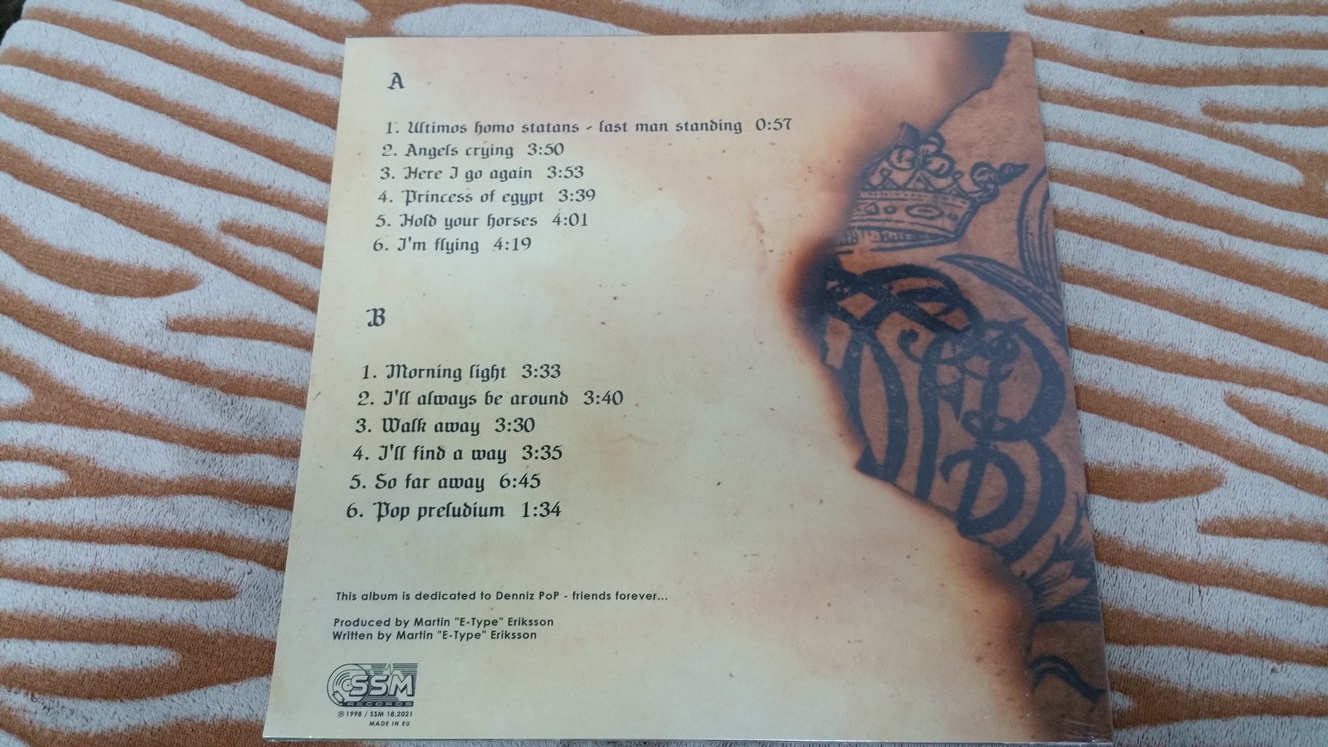 A
1. Ultimos homo statans - last man standing 0:57
2. Angels crying 3:50
3. Here I go again 3:53
4. Princess of egypt 3:39
5. Hold your horses 4:01
6. I'm flying 4:19
B
1. Morning light 3:33
2. I'll always be around 3:40
3. Walk away 3:30
4. I'll find a way 3:35
5. So far away 6:45
6. Pop preludium 1:34
This album is dedicated to Denniz PoP - friends forever...
Produced by Martin "E-Type" Eriksson
Written by Martin "E-Type" Eriksson
SSM
RECORDS
℗ 1998 / SSM 18.2021
MADE IN EU